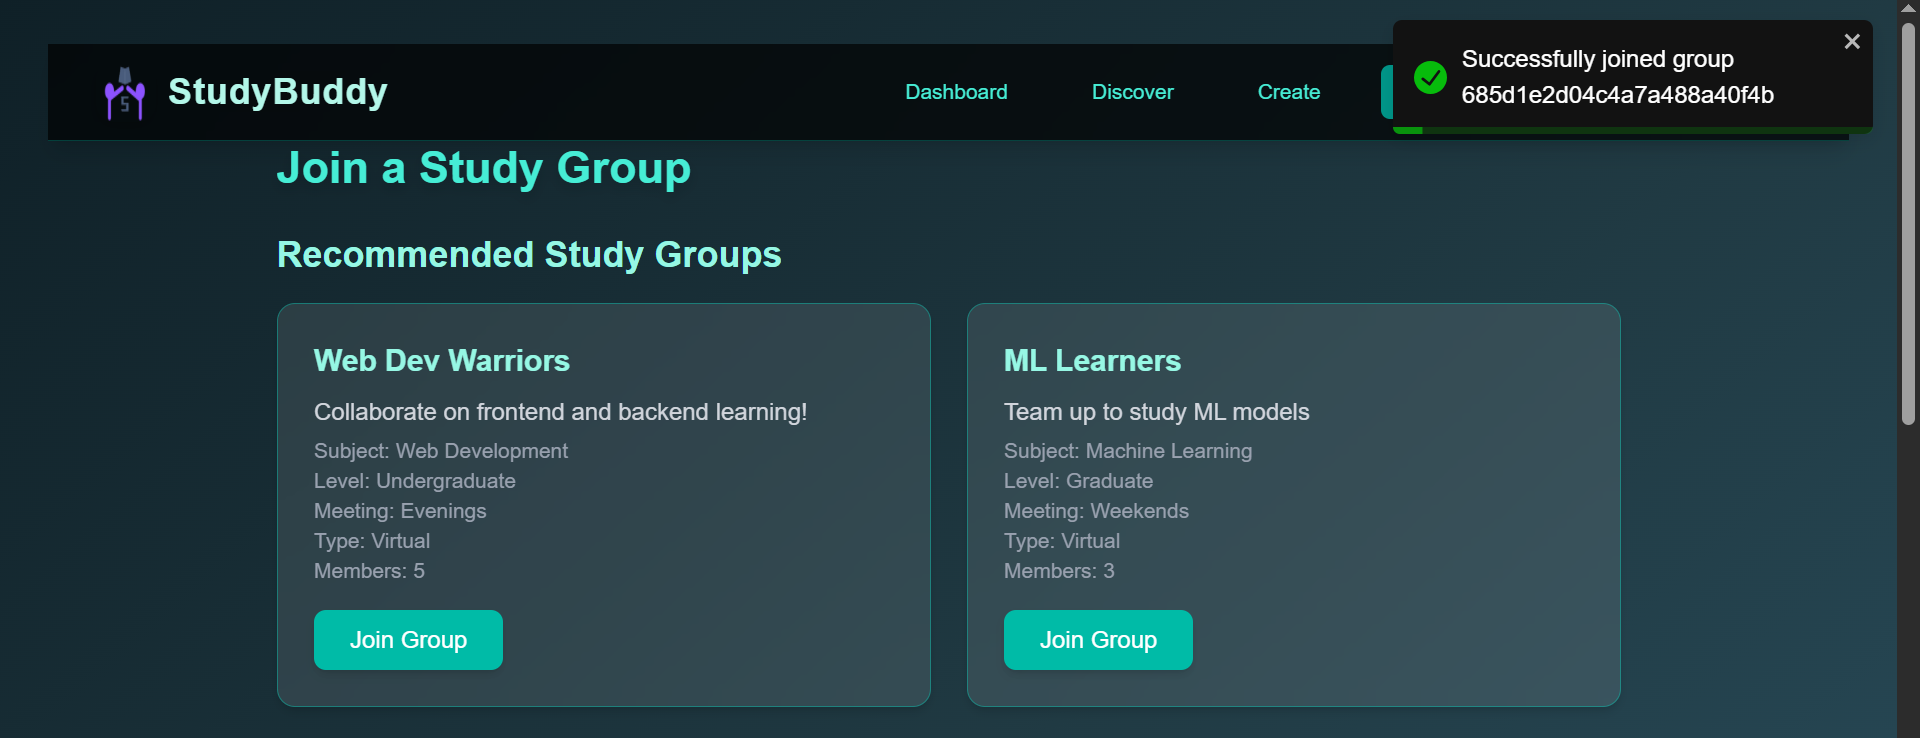 StudyBuddy
Dashboard
Discover
Create
Successfully joined group
685d1e2d04c4a7a488a40f4b
Join a Study Group
Recommended Study Groups
Web Dev Warriors
Collaborate on frontend and backend learning!
Subject: Web Development
Level: Undergraduate
Meeting: Evenings
Type: Virtual
Members: 5
Join Group
ML Learners
Team up to study ML models
Subject: Machine Learning
Level: Graduate
Meeting: Weekends
Type: Virtual
Members: 3
Join Group